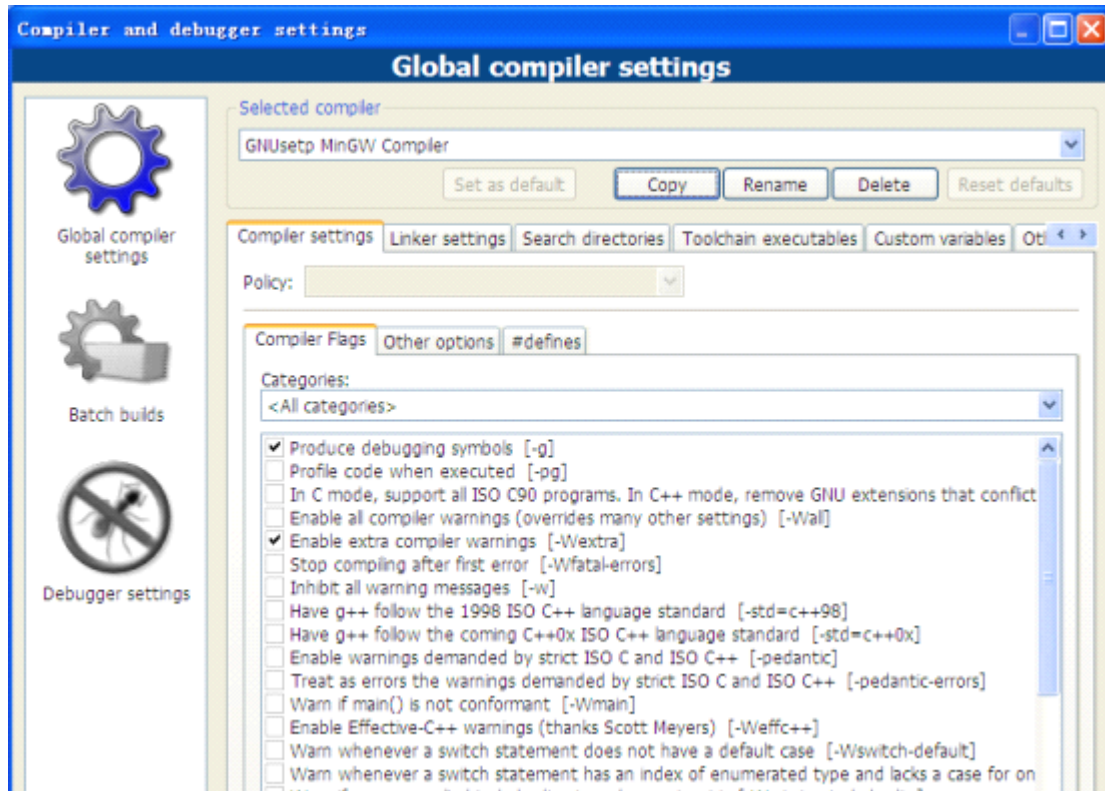 Compiler and debugger settings
Global compiler settings
Selected compiler
GNUsetp MinGW Compiler
Set as default Copy Rename Delete Reset defaults
Global compiler
settings
Batch builds
Debugger settings
Compiler settings Linker settings Search directories Toolchain executables Custom variables Otl
Policy:
Compiler Flags Other options #defines
Categories:
<All categories>
Produce debugging symbols [-g]
Profile code when executed [-pg]
In C mode, support all ISO C90 programs. In C++ mode, remove GNU extensions that conflict
Enable all compiler warnings (overrides many other settings) [-Wall]
Enable extra compiler warnings [-Wextra]
Stop compiling after first error [-Wfatal-errors]
Inhibit all warning messages [-w]
Have g++ follow the 1998 ISO C++ language standard [-std=c++98]
Have g++ follow the coming C++0x ISO C++ language standard [-std=c++0x]
Enable warnings demanded by strict ISO C and ISO C++ [-pedantic]
Treat as errors the warnings demanded by strict ISO C and ISO C++ [-pedantic-errors]
Warn if main() is not conformant [-Wmain]
Enable Effective-C++ warnings (thanks Scott Meyers) [-Weffc++]
Warn whenever a switch statement does not have a default case [-Wswitch-default]
Warn whenever a switch statement has an index of enumerated type and lacks a case for on